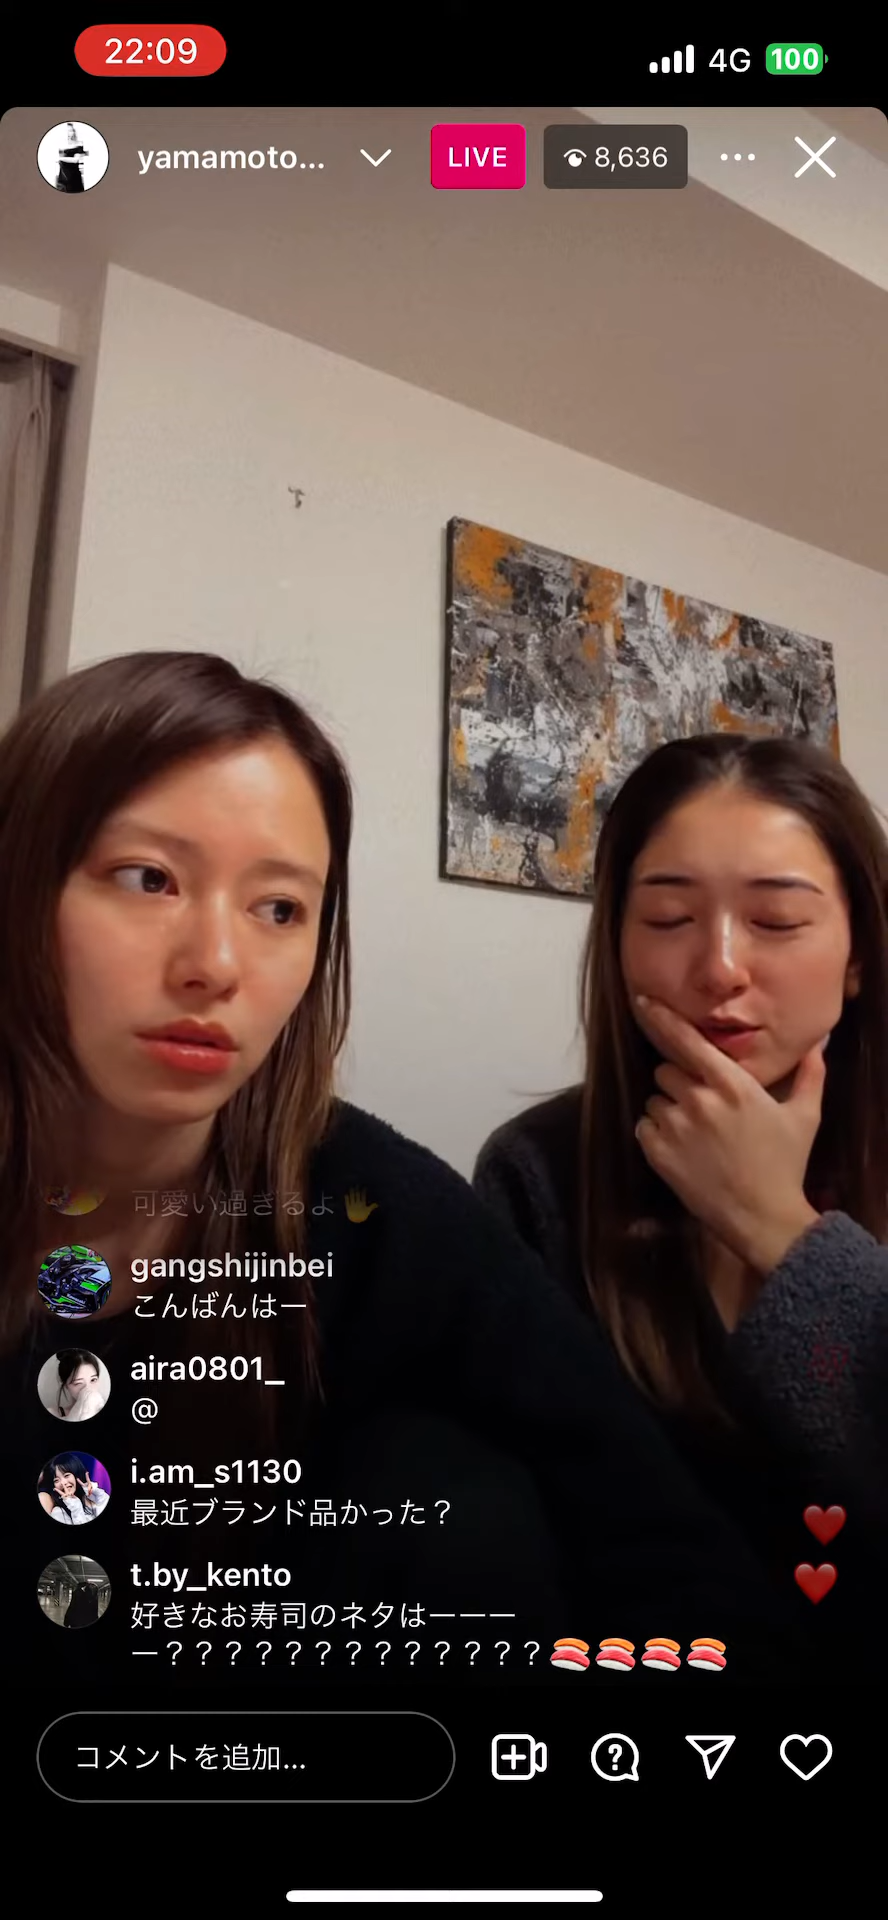 22:09
4G
100
yamamoto...
LIVE
8,636
可愛い過ぎるよ🖐
gangshijinbei
こんばんはー
aira0801_
@
i.am_s1130
最近ブランド品かった？
t.by_kento
好きなお寿司のネタはーーー
ー？？？？？？？？？？？？？🍣🍣🍣🍣
コメントを追加...